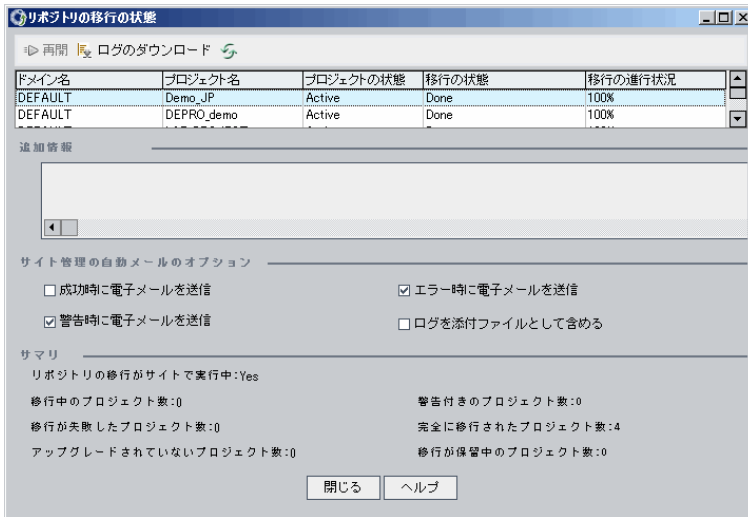 リポジトリの移行の状態
再開 ログのダウンロード
ドメイン名 プロジェクト名 プロジェクトの状態 移行の状態 移行の進行状況
DEFAULT Demo_JP Active Done 100%
DEFAULT DEPRO_demo Active Done 100%
追加情報
サイト管理の自動メールのオプション
成功時に電子メールを送信 エラー時に電子メールを送信
警告時に電子メールを送信 ログを添付ファイルとして含める
サマリ
リポジトリの移行がサイトで実行中:Yes
移行中のプロジェクト数:0 警告付きのプロジェクト数:0
移行が失敗したプロジェクト数:0 完全に移行されたプロジェクト数:4
アップグレードされていないプロジェクト数:0 移行が保留中のプロジェクト数:0
閉じる ヘルプ